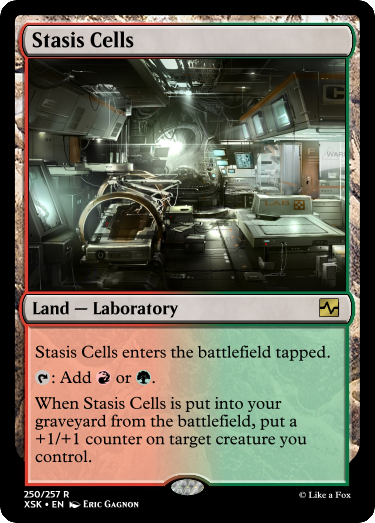 Stasis Cells
Land — Laboratory
Stasis Cells enters the battlefield tapped.
: Add or .
When Stasis Cells is put into your
graveyard from the battlefield, put a
+1/+1 counter on target creature you
control.
250/257 R
XSK • EN Eric Gagnon
© Like a Fox